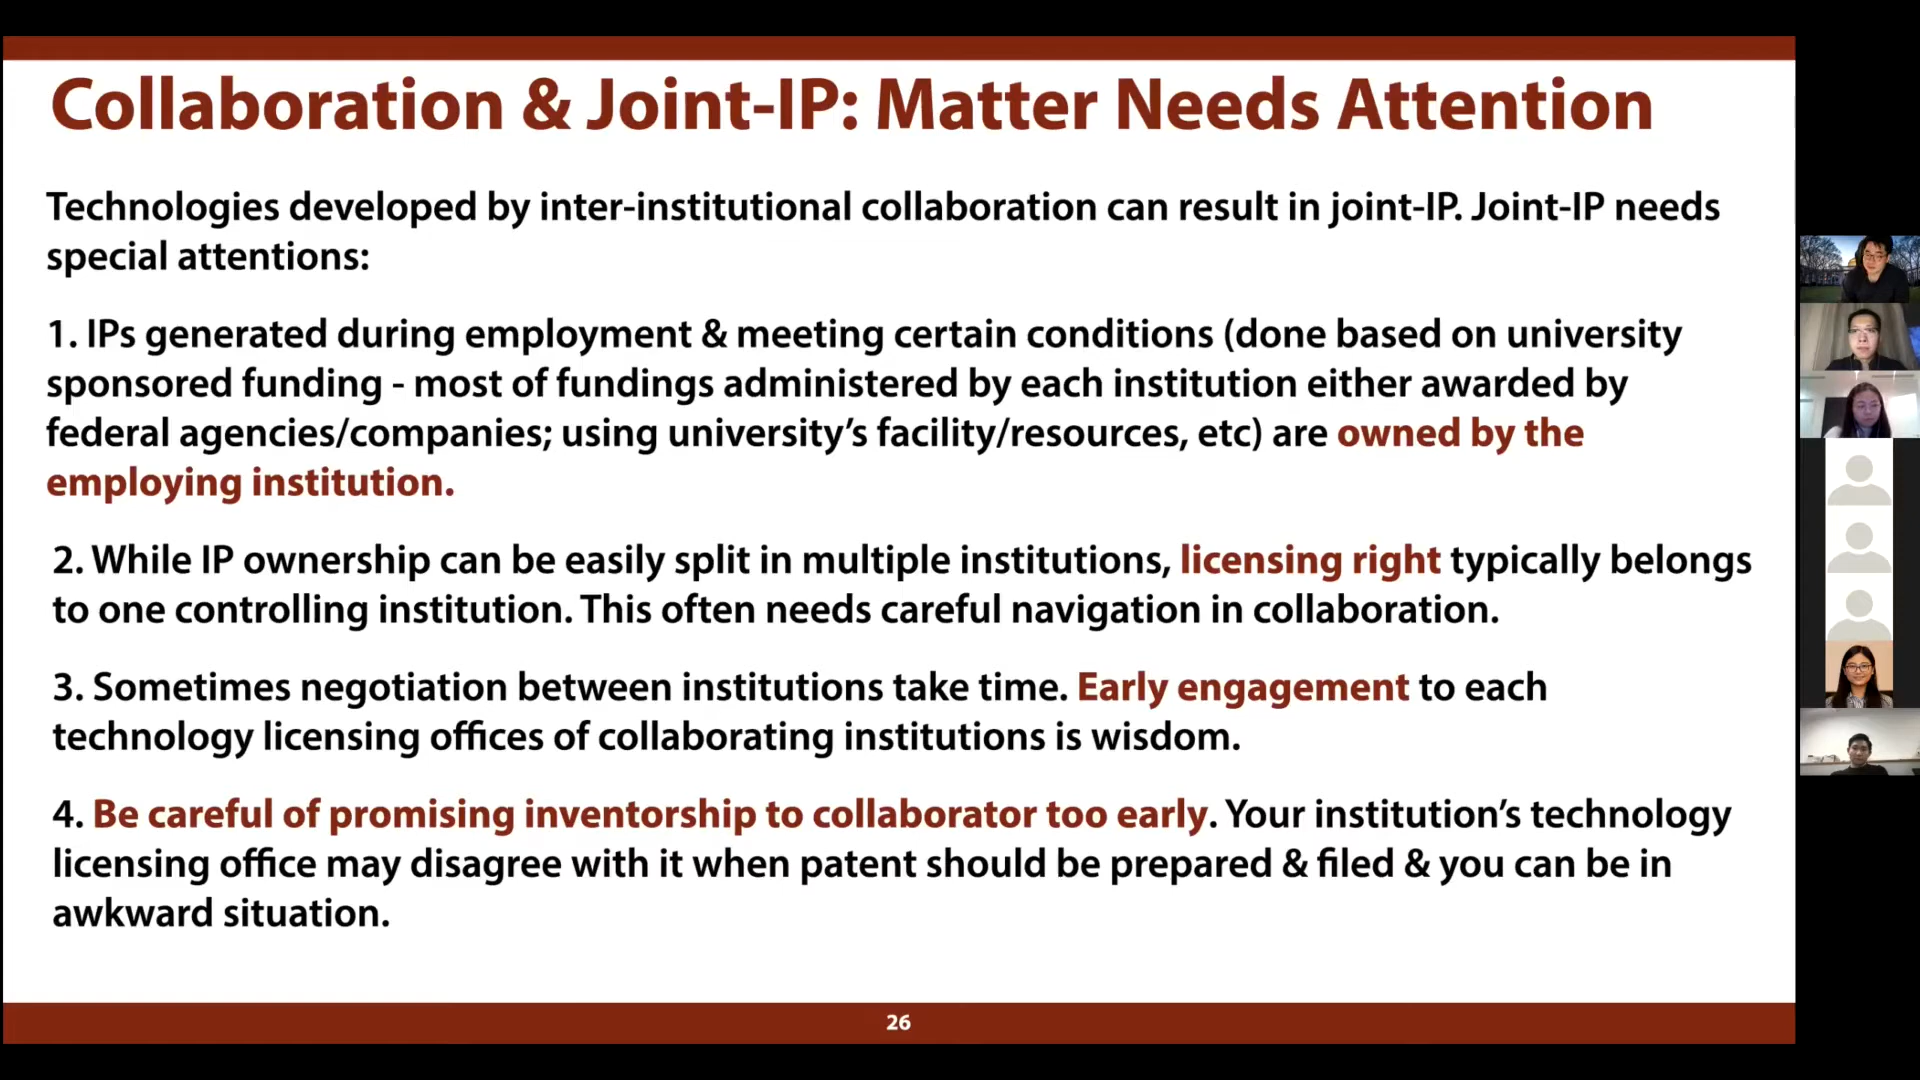 Collaboration & Joint-IP: Matter Needs Attention
Technologies developed by inter-institutional collaboration can result in joint-IP. Joint-IP needs
special attentions:
1. IPs generated during employment & meeting certain conditions (done based on university
sponsored funding - most of fundings administered by each institution either awarded by
federal agencies/companies; using university’s facility/resources, etc) are owned by the
employing institution.
2. While IP ownership can be easily split in multiple institutions, licensing right typically belongs
to one controlling institution. This often needs careful navigation in collaboration.
3. Sometimes negotiation between institutions take time. Early engagement to each
technology licensing offices of collaborating institutions is wisdom.
4. Be careful of promising inventorship to collaborator too early. Your institution’s technology
licensing office may disagree with it when patent should be prepared & filed & you can be in
awkward situation.
26